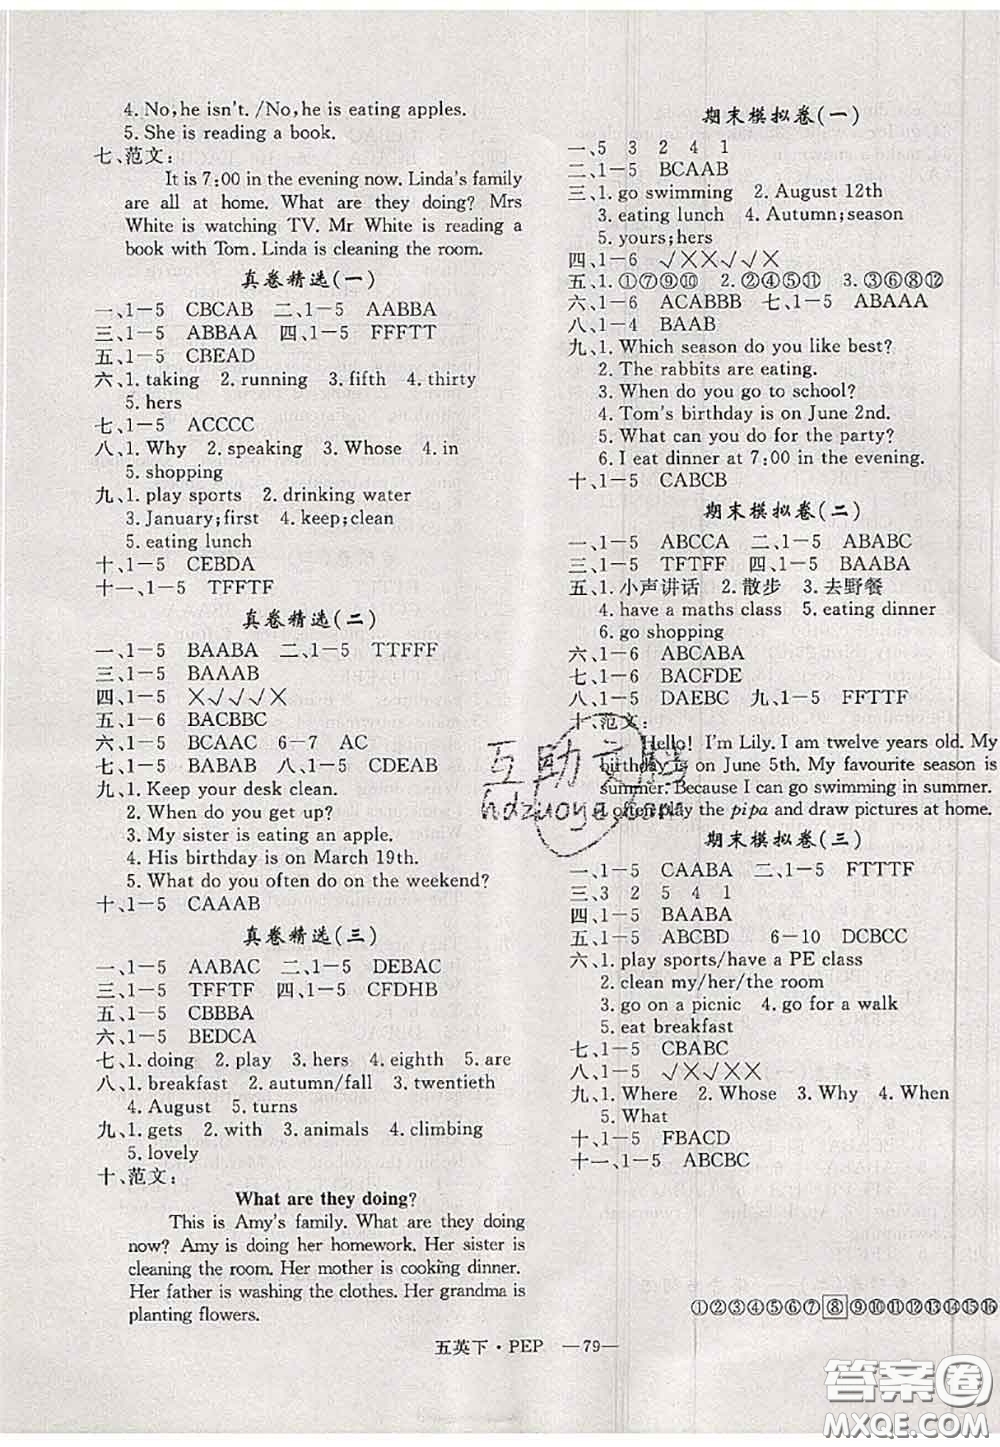 4. No, he isn't. /No, he is eating apples.
5. She is reading a book.
七、范文:
It is 7:00 in the evening now. Linda's family
are all at home. What are they doing? Mrs
White is watching TV. Mr White is reading a
book with Tom. Linda is cleaning the room.
真卷精选(一)
一、1-5 CBCAB 二、1-5 AABBA
三、1-5 ABBAA 四、1-5 FFFTT
五、1-5 CBEAD
六、1. taking 2. running 3. fifth 4. thirty
5. hers
七、1-5 ACCCC
八、1. Why 2. speaking 3. Whose 4. in
5. shopping
九、1. play sports 2. drinking water
3. January;first 4. keep;clean
5. eating lunch
十、1-5 CEBDA
十一、1-5 TFFTF
真卷精选(二)
一、1-5 BAABA 二、1-5 TTFFF
三、1-5 BAAAB
四、1-5 ×√√√×
五、1-6 BACBBC
六、1-5 BCAAC 6-7 AC
七、1-5 BABAB 八、1-5 CDEAB
九、1. Keep your desk clean.
2. When do you get up?
3. My sister is eating an apple.
4. His birthday is on March 19th.
5. What do you often do on the weekend?
十、1-5 CAAAB
真卷精选(三)
一、1-5 AABAC 二、1-5 DEBAC
三、1-5 TFFTF 四、1-5 CFDHB
五、1-5 CBBBA
六、1-5 BEDCA
七、1. doing 2. play 3. hers 4. eighth 5. are
八、1. breakfast 2. autumn/fall 3. twentieth
4. August 5. turns
九、1. gets 2. with 3. animals 4. climbing
5. lovely
十、范文:
What are they doing?
This is Amy's family. What are they doing
now? Amy is doing her homework. Her sister is
cleaning the room. Her mother is cooking dinner.
Her father is washing the clothes. Her grandma is
planting flowers.
期末模拟卷(一)
一、5 3 2 4 1
二、1-5 BCAAB
三、1. go swimming 2. August 12th
3. eating lunch 4. Autumn;season
5. yours;hers
四、1-6 √××√√×
五、1. ①⑦⑨⑩ 2. ②④⑤⑪ 3. ③⑥⑧⑫
六、1-6 ACABBB 七、1-5 ABAAA
八、1-4 BAAB
九、1. Which season do you like best?
2. The rabbits are eating.
3. When do you go to school?
4. Tom's birthday is on June 2nd.
5. What can you do for the party?
6. I eat dinner at 7:00 in the evening.
十、1-5 CABCB
期末模拟卷(二)
一、1-5 ABCCA 二、1-5 ABABC
三、1-5 TFTFF 四、1-5 BAABA
五、1. 小声讲话 2. 散步 3. 去野餐
4. have a maths class 5. eating dinner
6. go shopping
六、1-6 ABCABA
七、1-6 BACFDE
八、1-5 DAEBC 九、1-5 FFTTF
十、范文:
Hello! I'm Lily. I am twelve years old. My
birthday is on June 5th. My favourite season is
summer. Because I can go swimming in summer.
I often play the pipa and draw pictures at home.
期末模拟卷(三)
一、1-5 CAABA 二、1-5 FTTTF
三、3 2 5 4 1
四、1-5 BAABA
五、1-5 ABCBD 6-10 DCBCC
六、1. play sports/have a PE class
2. clean my/her/the room
3. go on a picnic 4. go for a walk
5. eat breakfast
七、1-5 CBABC
八、1-5 √×√××
九、1. Where 2. Whose 3. Why 4. When
5. What
十、1-5 FBACD
十一、1-5 ABCBC
①②③④⑤⑥⑦⑧⑨⑩⑪⑫⑬⑭⑮⑯
五英下·PEP —79—
互助文档
hdzuoye.com
答案圈
MXQE.COM